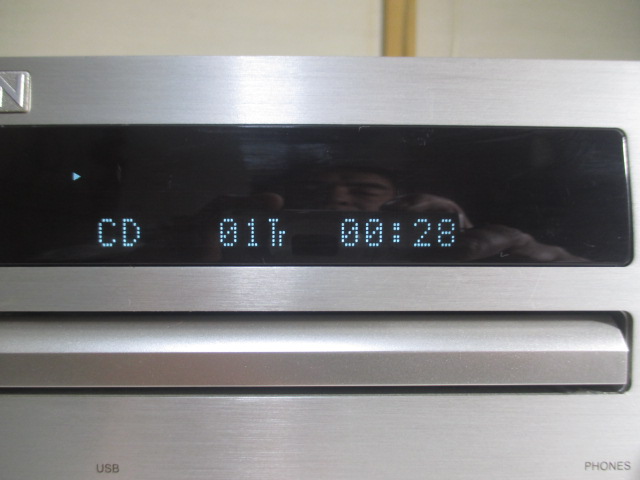 N
CD 01Tr 00:28
USB PHONES